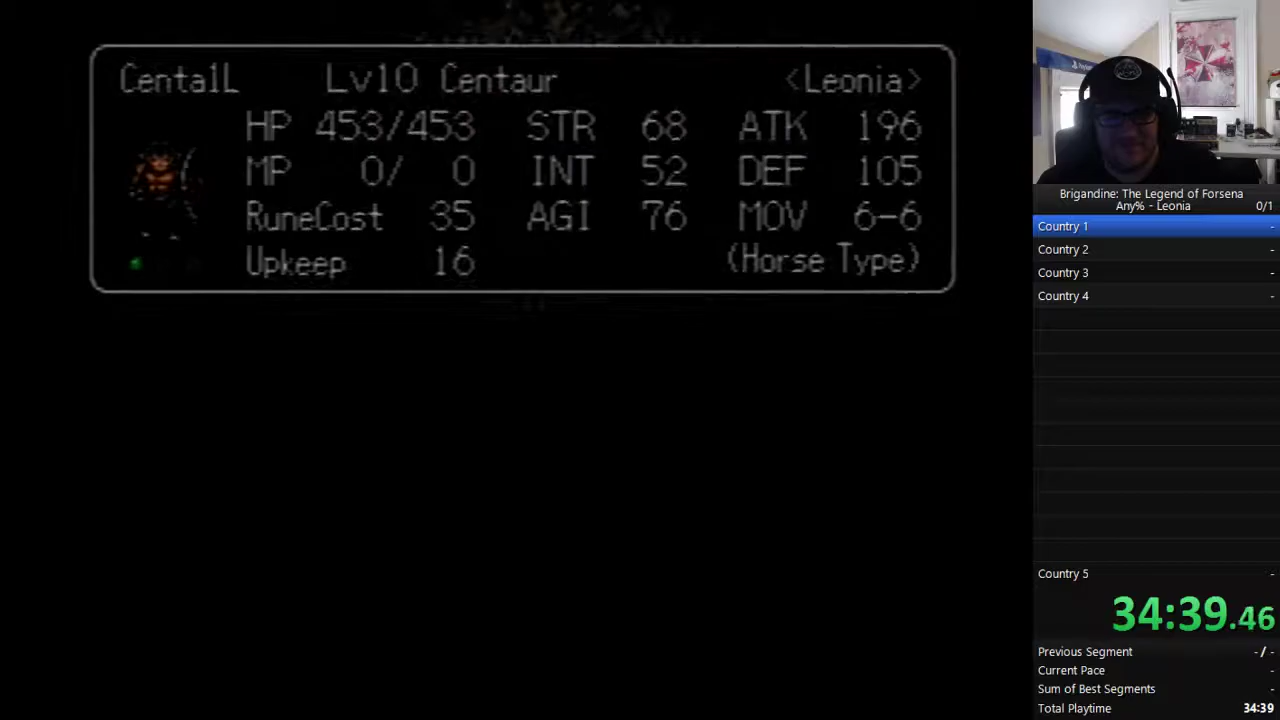 CentalL Lv10 Centaur <Leonia>
HP 453/453 STR 68 ATK 196
MP 0/ 0 INT 52 DEF 105
RuneCost 35 AGI 76 MOV 6-6
Upkeep 16 (Horse Type)
Brigandine: The Legend of Forsena
Any% - Leonia 0/1
Country 1 -
Country 2 -
Country 3 -
Country 4 -
Country 5 -
34:39.46
Previous Segment - / -
Current Pace -
Sum of Best Segments -
Total Playtime 34:39